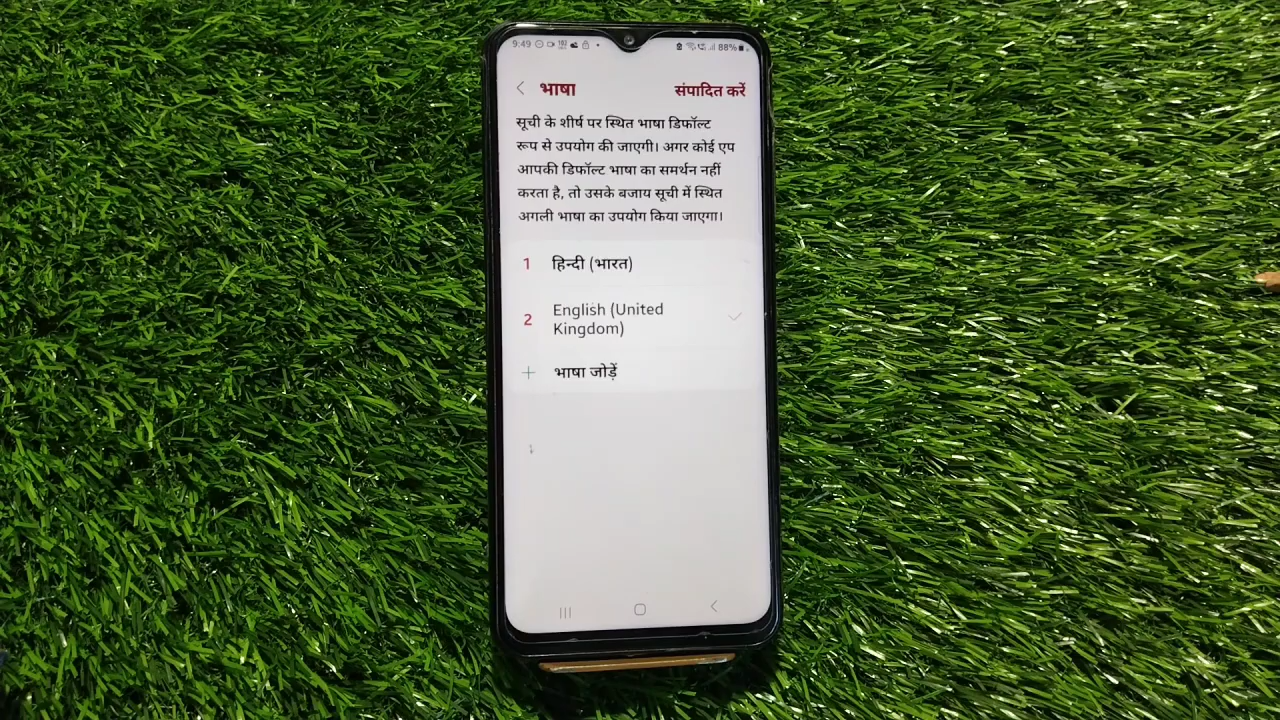 9:49
88%
भाषा
संपादित करें
सूची के शीर्ष पर स्थित भाषा डिफॉल्ट
रूप से उपयोग की जाएगी। अगर कोई एप
आपकी डिफॉल्ट भाषा का समर्थन नहीं
करता है, तो उसके बजाय सूची में स्थित
अगली भाषा का उपयोग किया जाएगा।
1 हिन्दी (भारत)
2 English (United
Kingdom)
+ भाषा जोड़ें